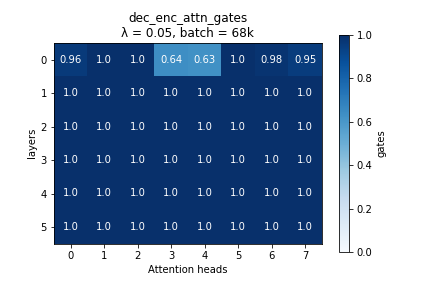 dec_enc_attn_gates
λ = 0.05, batch = 68k
0 0.96 1.0 1.0 0.64 0.63 1.0 0.98 0.95
1 1.0 1.0 1.0 1.0 1.0 1.0 1.0 1.0
2 1.0 1.0 1.0 1.0 1.0 1.0 1.0 1.0
3 1.0 1.0 1.0 1.0 1.0 1.0 1.0 1.0
4 1.0 1.0 1.0 1.0 1.0 1.0 1.0 1.0
5 1.0 1.0 1.0 1.0 1.0 1.0 1.0 1.0
0 1 2 3 4 5 6 7
Attention heads
layers
1.0
0.8
0.6
0.4
0.2
0.0
gates